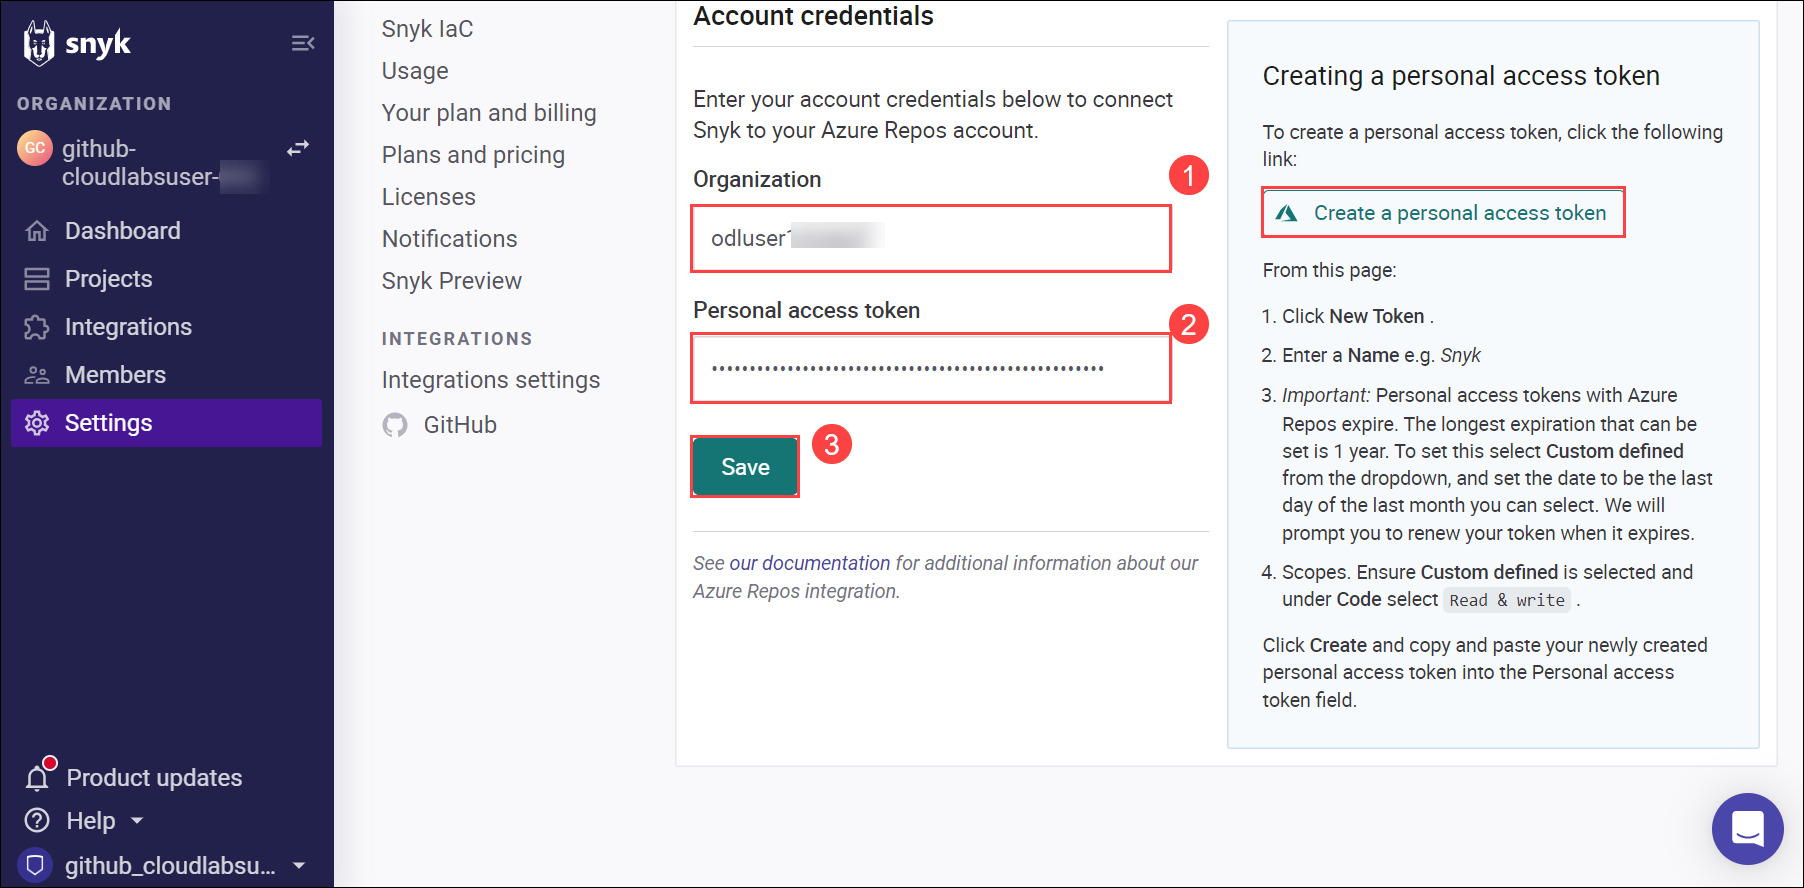 snyk
ORGANIZATION
GC
github-
cloudlabsuser-
Dashboard
Projects
Integrations
Members
Settings
Product updates
Help
github_cloudlabsu...
Snyk IaC
Usage
Your plan and billing
Plans and pricing
Licenses
Notifications
Snyk Preview
INTEGRATIONS
Integrations settings
GitHub
Account credentials
Enter your account credentials below to connect
Snyk to your Azure Repos account.
Organization
1
odluser
Personal access token
2
••••••••••••••••••••••••••••••••••••••••••••••••••••
Save
3
See our documentation for additional information about our
Azure Repos integration.
Creating a personal access token
To create a personal access token, click the following
link:
Create a personal access token
From this page:
1. Click New Token .
2. Enter a Name e.g. Snyk
3. Important: Personal access tokens with Azure
Repos expire. The longest expiration that can be
set is 1 year. To set this select Custom defined
from the dropdown, and set the date to be the last
day of the last month you can select. We will
prompt you to renew your token when it expires.
4. Scopes. Ensure Custom defined is selected and
under Code select Read & write .
Click Create and copy and paste your newly created
personal access token into the Personal access
token field.